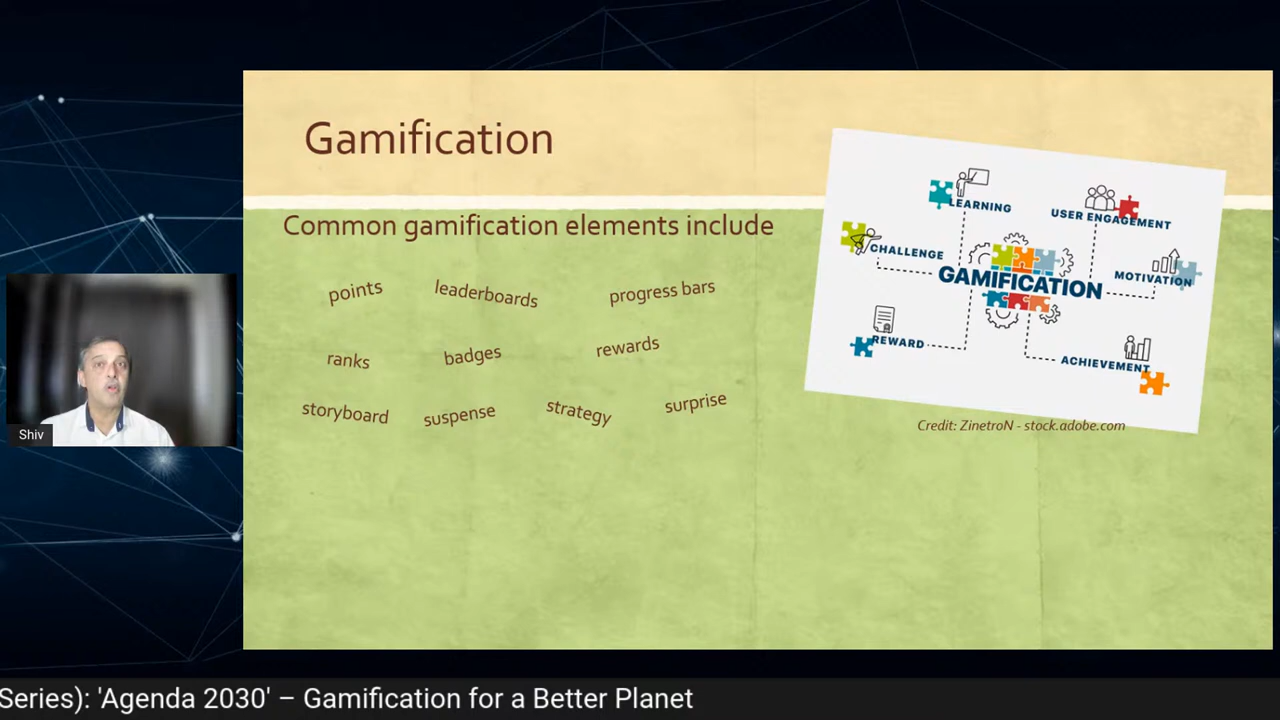 Gamification
Common gamification elements include
points leaderboards progress bars
ranks badges rewards
storyboard suspense strategy surprise
LEARNING
USER ENGAGEMENT
CHALLENGE
MOTIVATION
GAMIFICATION
REWARD
ACHIEVEMENT
Credit: ZinetroN - stock.adobe.com
Shiv
Series): 'Agenda 2030' – Gamification for a Better Planet